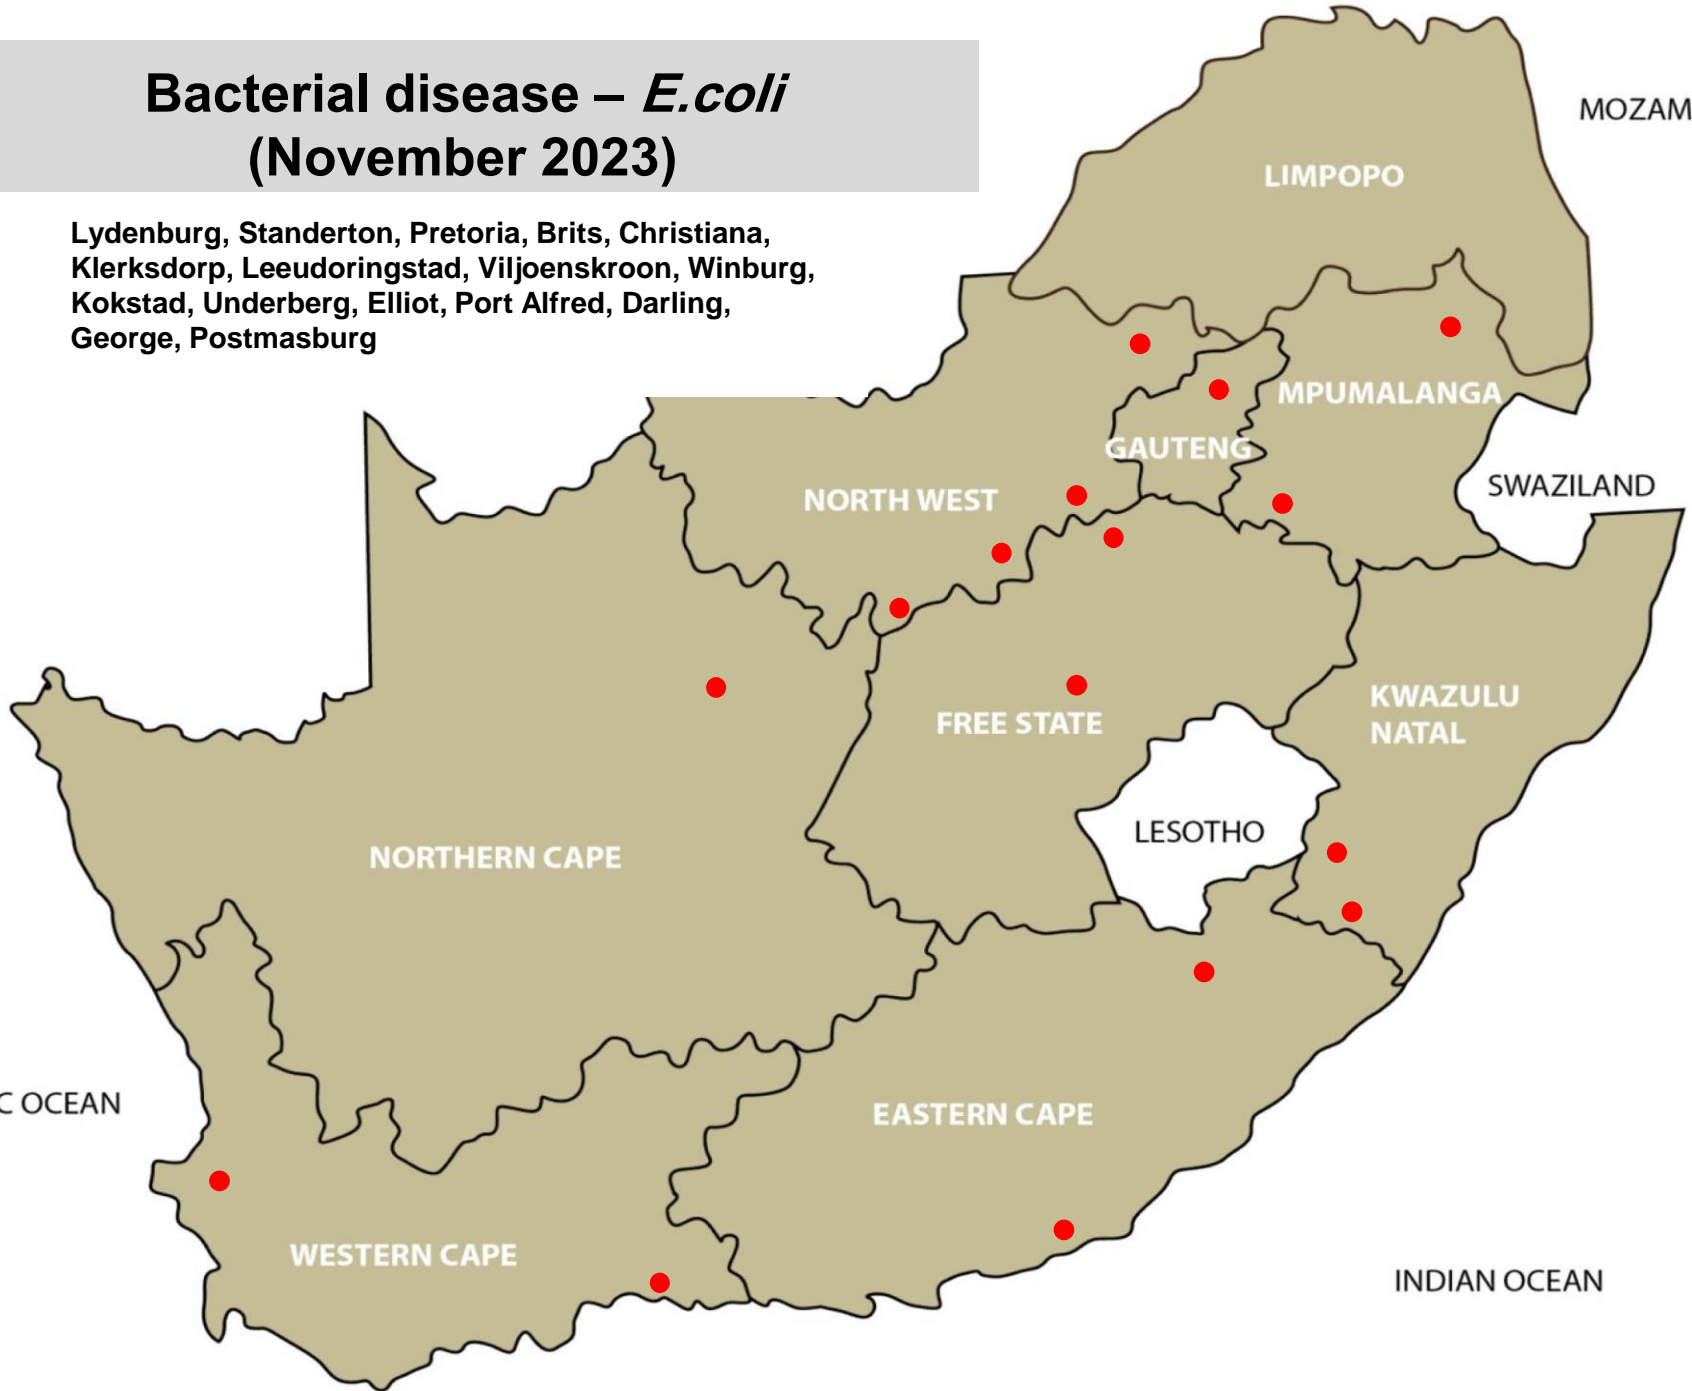 Bacterial disease – E.coli
(November 2023)
Lydenburg, Standerton, Pretoria, Brits, Christiana,
Klerksdorp, Leeudoringstad, Viljoenskroon, Winburg,
Kokstad, Underberg, Elliot, Port Alfred, Darling,
George, Postmasburg
MOZAM
LIMPOPO
MPUMALANGA
GAUTENG
SWAZILAND
NORTH WEST
KWAZULU
NATAL
FREE STATE
LESOTHO
NORTHERN CAPE
C OCEAN
EASTERN CAPE
WESTERN CAPE
INDIAN OCEAN